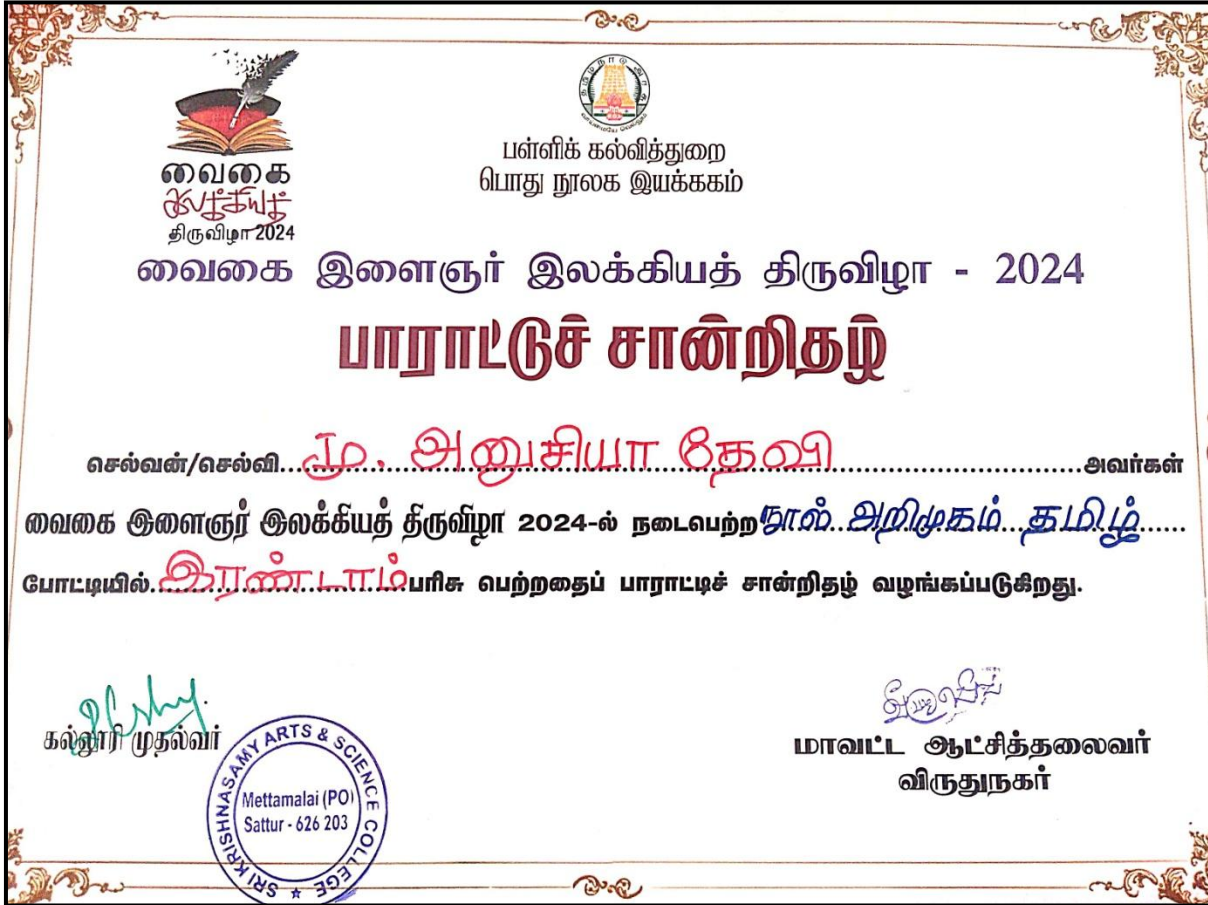 வைகை
இலக்கியத்
திருவிழா 2024
தமிழ்நாடு அரசு
வாய்மையே வெல்லும்
பள்ளிக் கல்வித்துறை
பொது நூலக இயக்ககம்
வைகை இளைஞர் இலக்கியத் திருவிழா - 2024
பாராட்டுச் சான்றிதழ்
செல்வன்/செல்வி...மு. அனுசியா தேவி...அவர்கள்
வைகை இளைஞர் இலக்கியத் திருவிழா 2024-ல் நடைபெற்ற நூல் அறிமுகம் தமிழ்......
போட்டியில்..இரண்டாம்..பரிசு பெற்றதைப் பாராட்டிச் சான்றிதழ் வழங்கப்படுகிறது.
கல்லூரி முதல்வர்
SRI KRISHNASAMY ARTS & SCIENCE COLLEGE
Mettamalai (PO)
Sattur - 626 203
மாவட்ட ஆட்சித்தலைவர்
விருதுநகர்